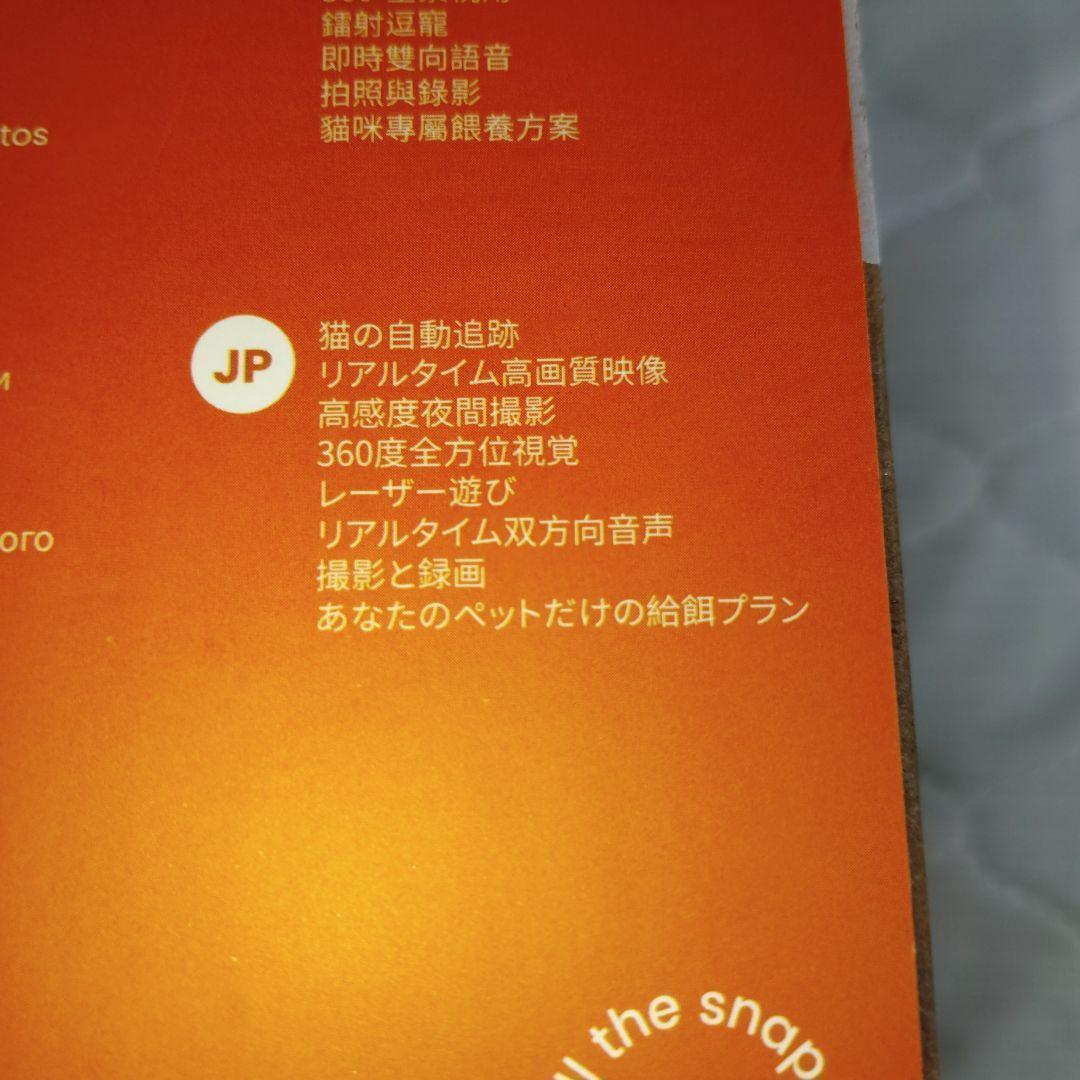 鐳射逗寵
即時雙向語音
拍照與錄影
貓咪專屬餵養方案
tos
JP
猫の自動追跡
リアルタイム高画質映像
高感度夜間撮影
360度全方位視覚
レーザー遊び
リアルタイム双方向音声
撮影と録画
あなたのペットだけの給餌プラン
и
ого
ll the snap